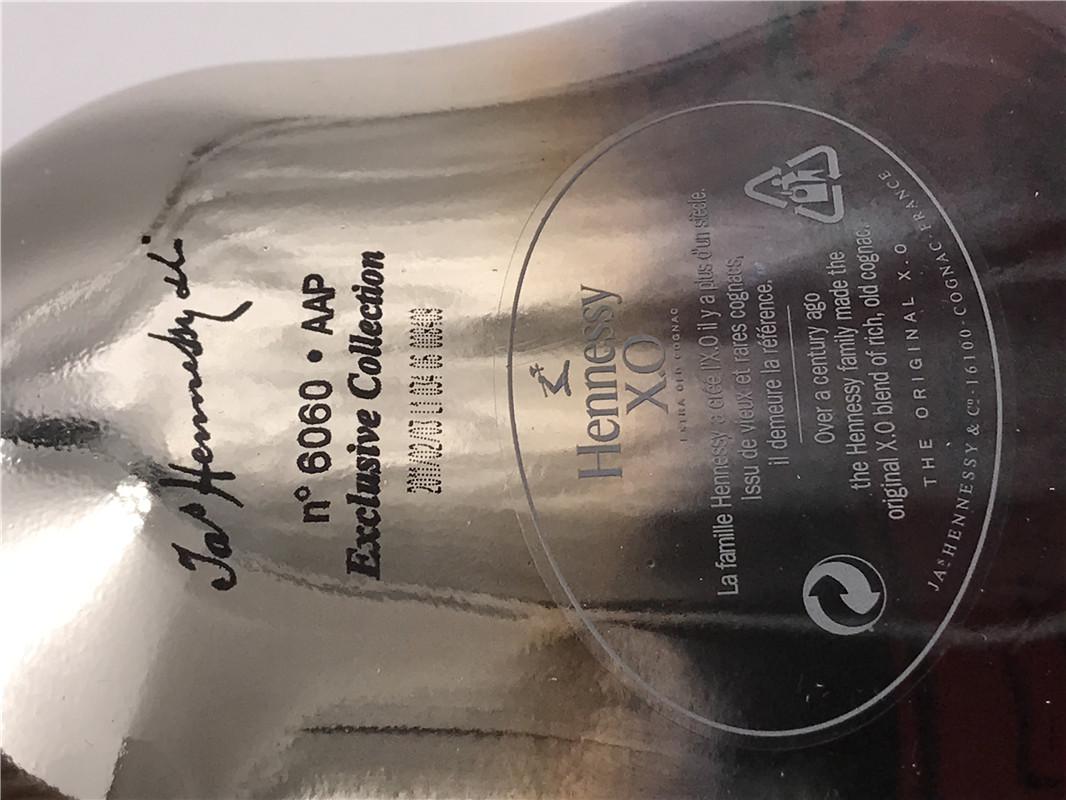 Jas Hennessy & Co
n° 6060 • AAP
Exclusive Collection
Hennessy
X.O
EXTRA OLD COGNAC
La famille Hennessy a créé l'X.O il y a plus d'un siècle.
Issu de vieux et rares cognacs,
il demeure la référence.
Over a century ago
the Hennessy family made the
original X.O blend of rich, old cognac.
THE ORIGINAL X.O
JAS HENNESSY & Co · 16100 · COGNAC · FRANCE